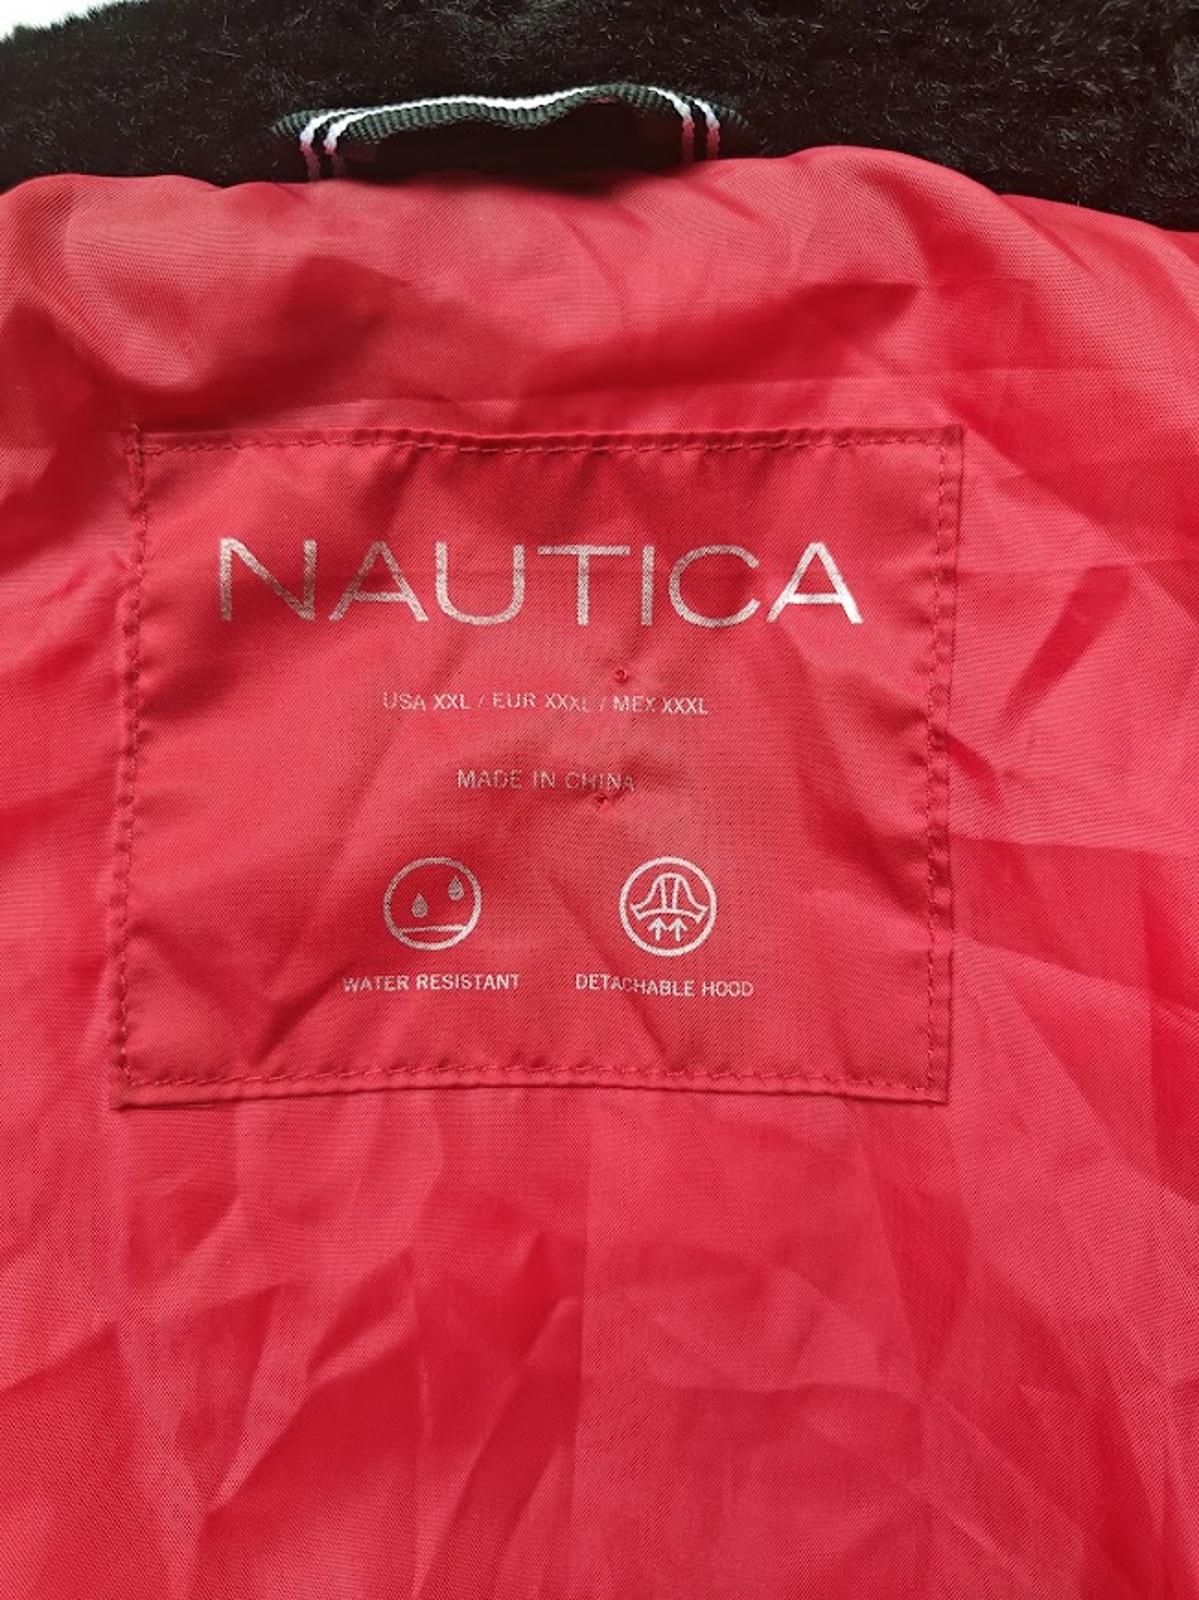 NAUTICA
USA XXL / EUR XXXL / MEX XXXL
MADE IN CHINA
WATER RESISTANT DETACHABLE HOOD